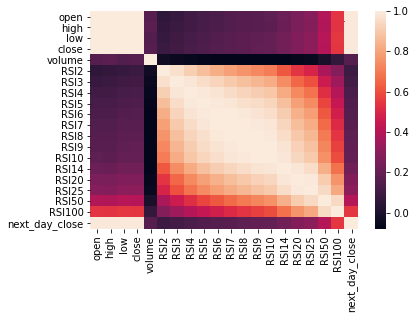 open
high
low
close
volume
RSI2
RSI3
RSI4
RSI5
RSI6
RSI7
RSI8
RSI9
RSI10
RSI14
RSI20
RSI25
RSI50
RSI100
next_day_close
open
high
low
close
volume
RSI2
RSI3
RSI4
RSI5
RSI6
RSI7
RSI8
RSI9
RSI10
RSI14
RSI20
RSI25
RSI50
RSI100
next_day_close
1.0
0.8
0.6
0.4
0.2
0.0